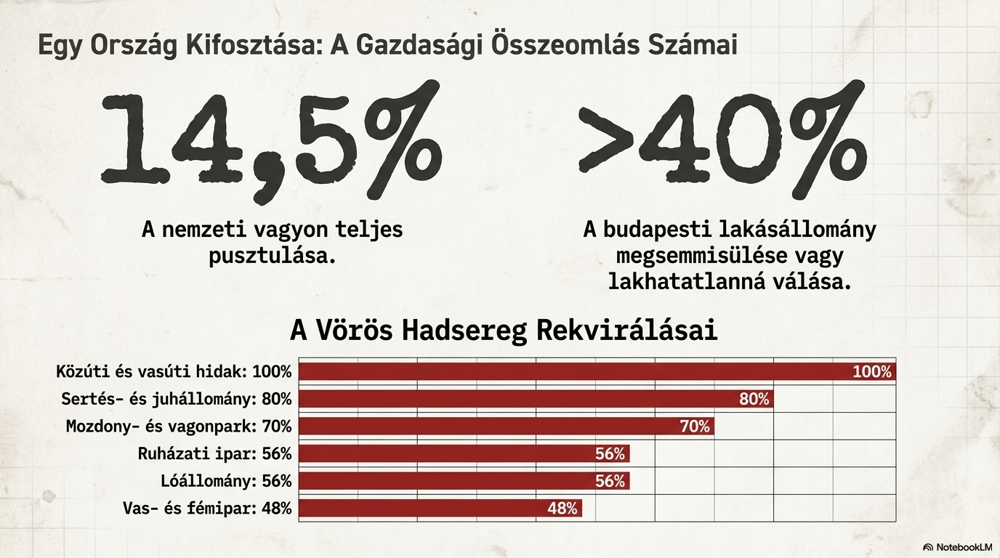 Egy Ország Kifosztása: A Gazdasági Összeomlás Számai
14,5%
A nemzeti vagyon teljes
pusztulása.
>40%
A budapesti lakásállomány
megsemmisülése vagy
lakhatatlanná válása.
A Vörös Hadsereg Rekvirálásai
Közúti és vasúti hidak: 100% 100%
Sertés- és juhállomány: 80% 80%
Mozdony- és vagonpark: 70% 70%
Ruházati ipar: 56% 56%
Lóállomány: 56% 56%
Vas- és fémipar: 48% 48%
NotebookLM